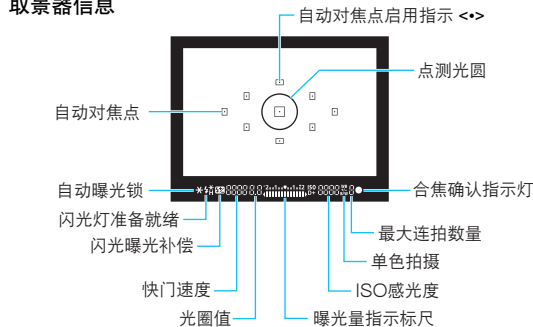 取景器信息
自动对焦点启用指示 <•>
点测光圆
自动对焦点
自动曝光锁
合焦确认指示灯
闪光灯准备就绪
最大连拍数量
闪光曝光补偿
单色拍摄
快门速度
ISO感光度
光圈值
曝光量指示标尺